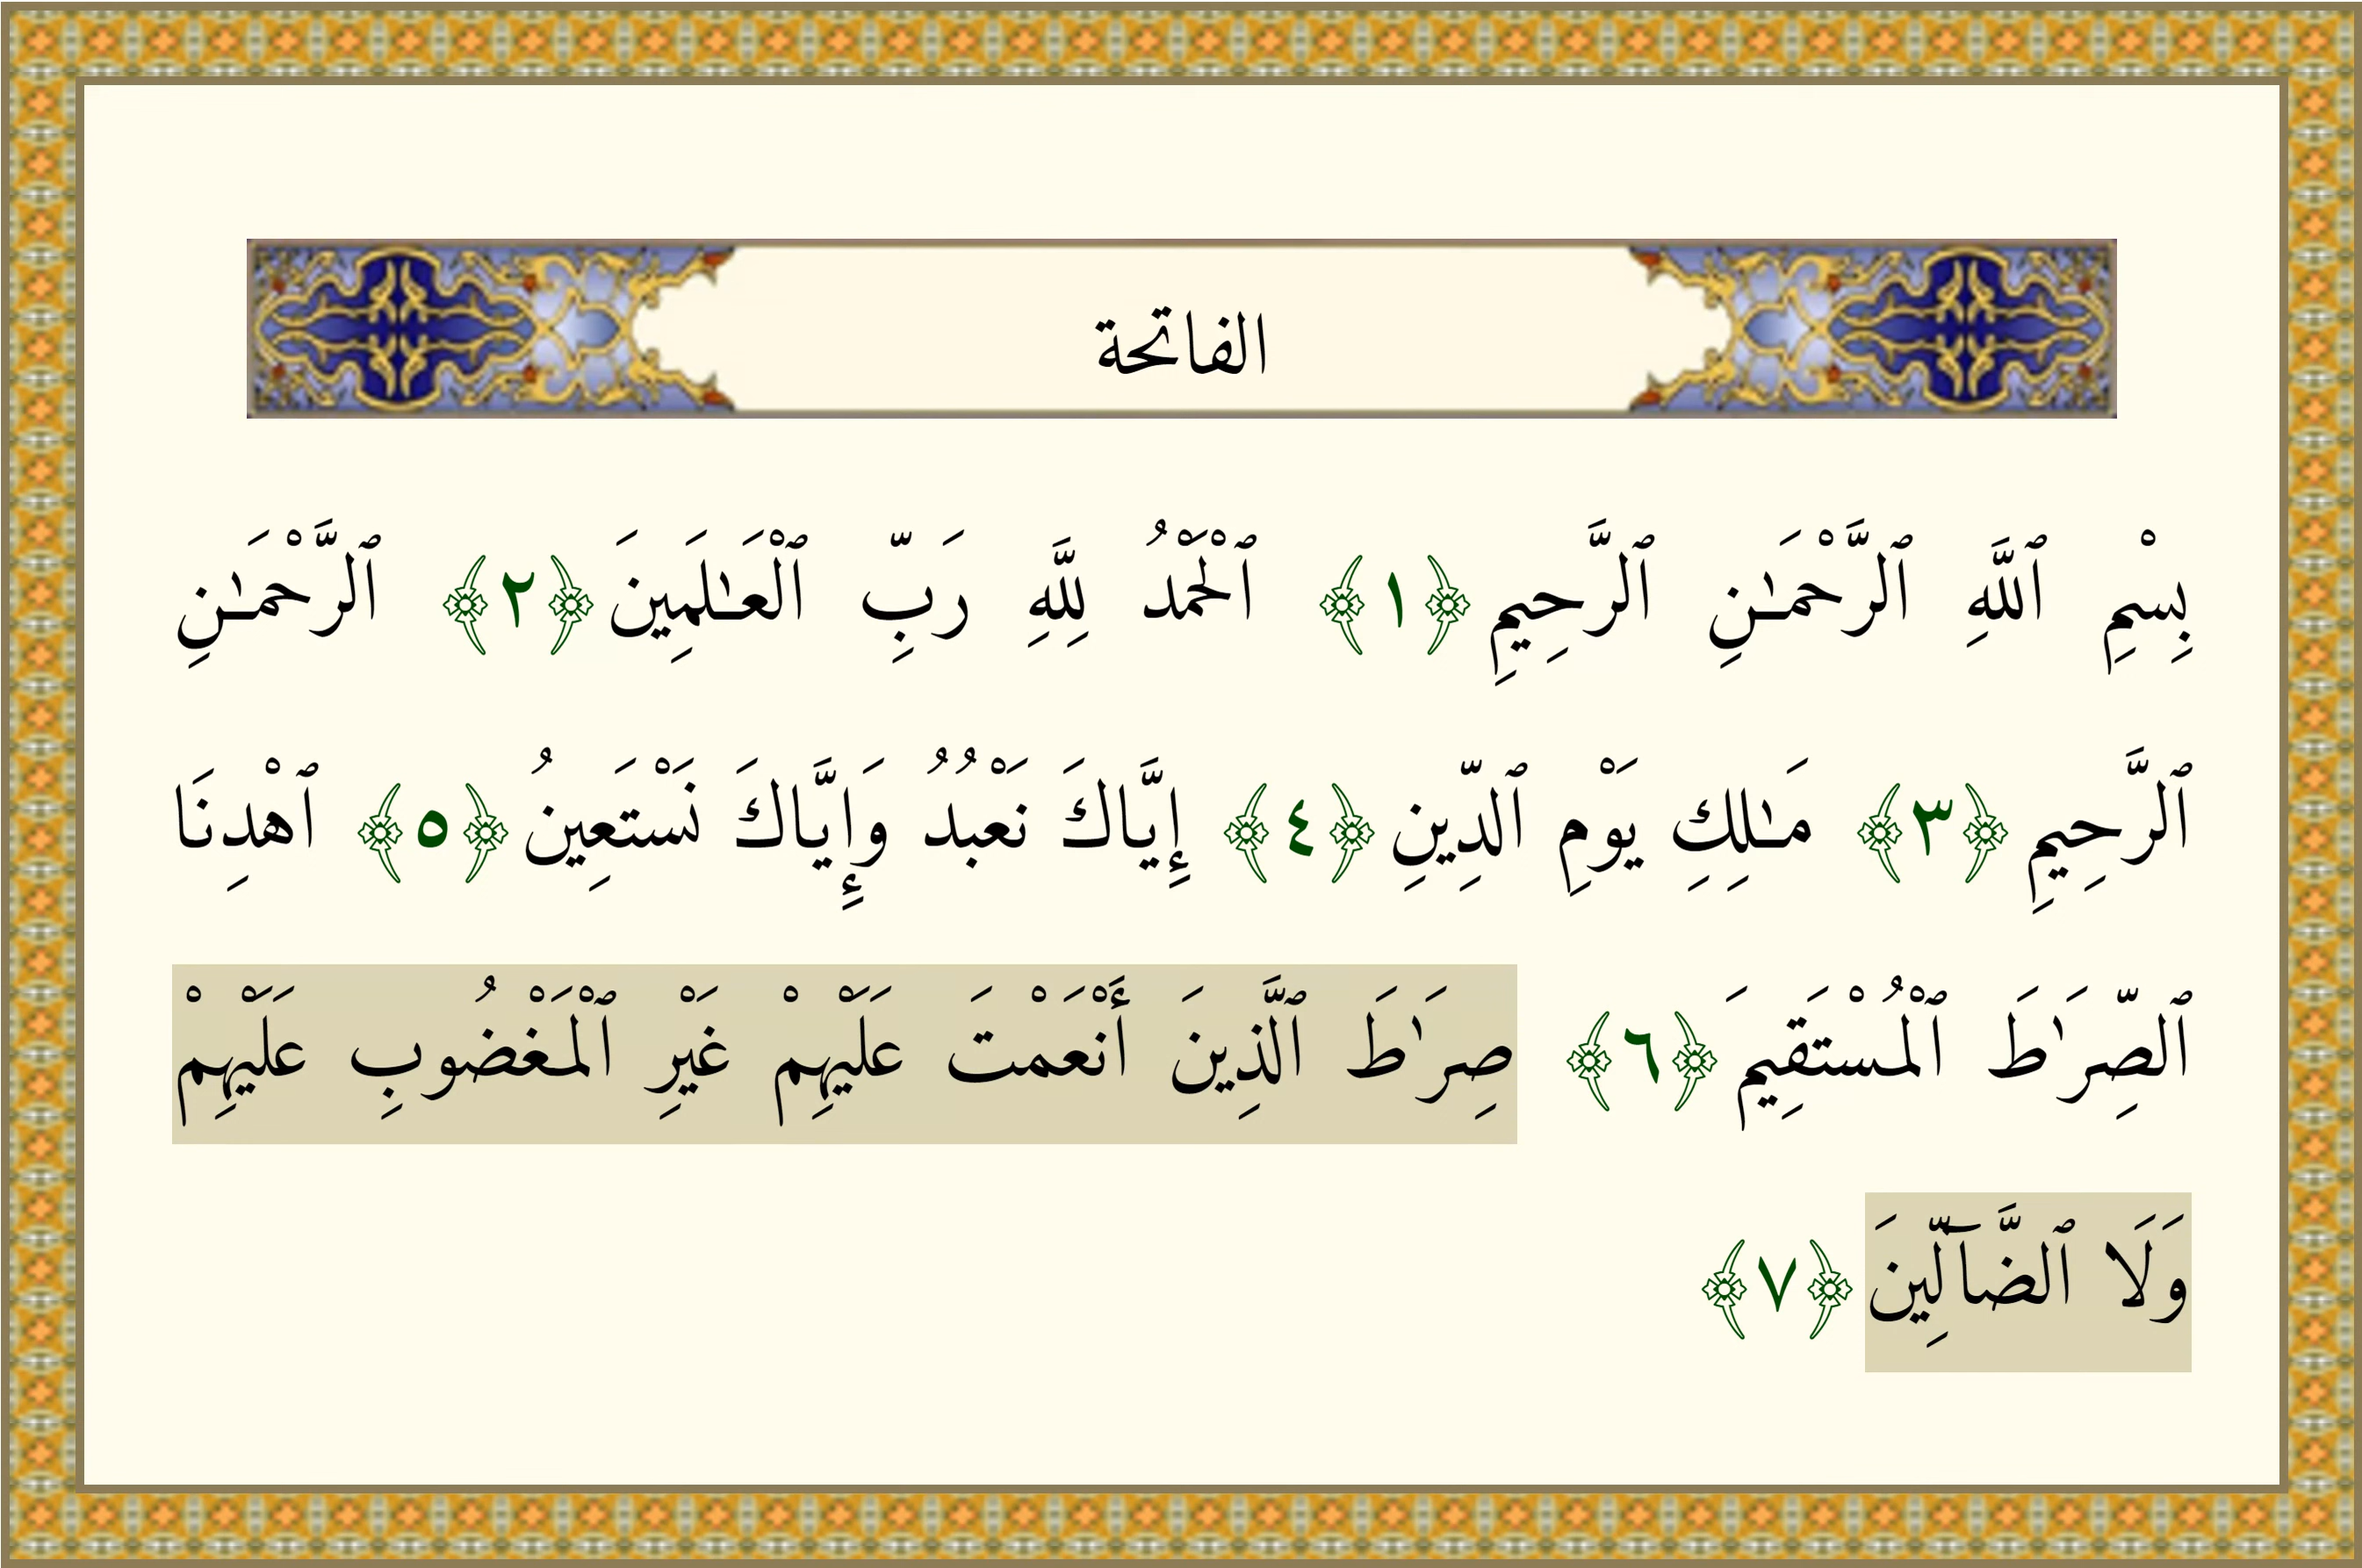 الفاتحة
بِسْمِ ٱللَّهِ ٱلرَّحْمَـٰنِ ٱلرَّحِيمِ ﴿١﴾ ٱلْحَمْدُ لِلَّهِ رَبِّ ٱلْعَـٰلَمِينَ ﴿٢﴾ ٱلرَّحْمَـٰنِ
ٱلرَّحِيمِ ﴿٣﴾ مَـٰلِكِ يَوْمِ ٱلدِّينِ ﴿٤﴾ إِيَّاكَ نَعْبُدُ وَإِيَّاكَ نَسْتَعِينُ ﴿٥﴾ ٱهْدِنَا
ٱلصِّرَٰطَ ٱلْمُسْتَقِيمَ ﴿٦﴾ صِرَٰطَ ٱلَّذِينَ أَنْعَمْتَ عَلَيْهِمْ غَيْرِ ٱلْمَغْضُوبِ عَلَيْهِمْ
وَلَا ٱلضَّآلِّينَ ﴿٧﴾